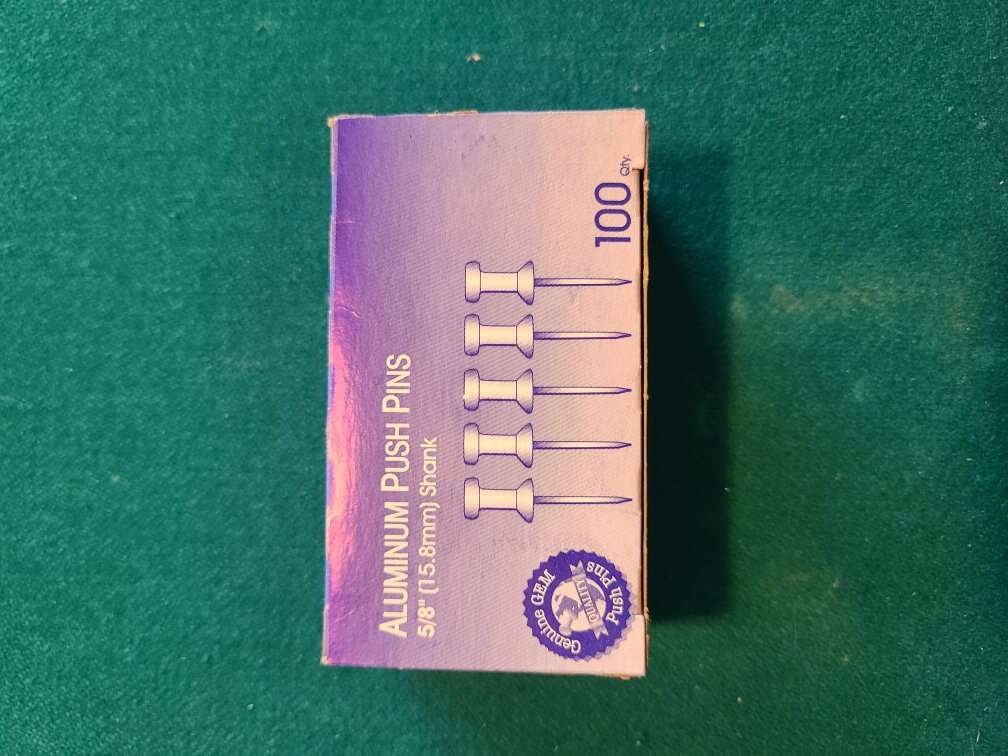 ALUMINUM PUSH PINS
5/8" (15.8mm) Shank
Genuine GEM
QUALITY
Push Pins
100 Qty.